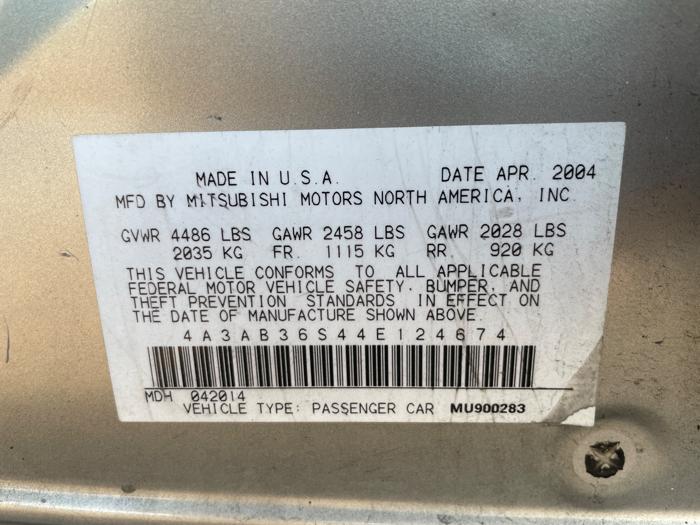 MADE IN U.S.A. DATE APR. 2004
MFD BY MITSUBISHI MOTORS NORTH AMERICA, INC
GVWR 4486 LBS GAWR 2458 LBS GAWR 2028 LBS
2035 KG FR. 1115 KG RR 920 KG
THIS VEHICLE CONFORMS TO ALL APPLICABLE
FEDERAL MOTOR VEHICLE SAFETY, BUMPER, AND
THEFT PREVENTION STANDARDS IN EFFECT ON
THE DATE OF MANUFACTURE SHOWN ABOVE.
4A3AB36S44E124674
MDH 042014
VEHICLE TYPE: PASSENGER CAR MU900283